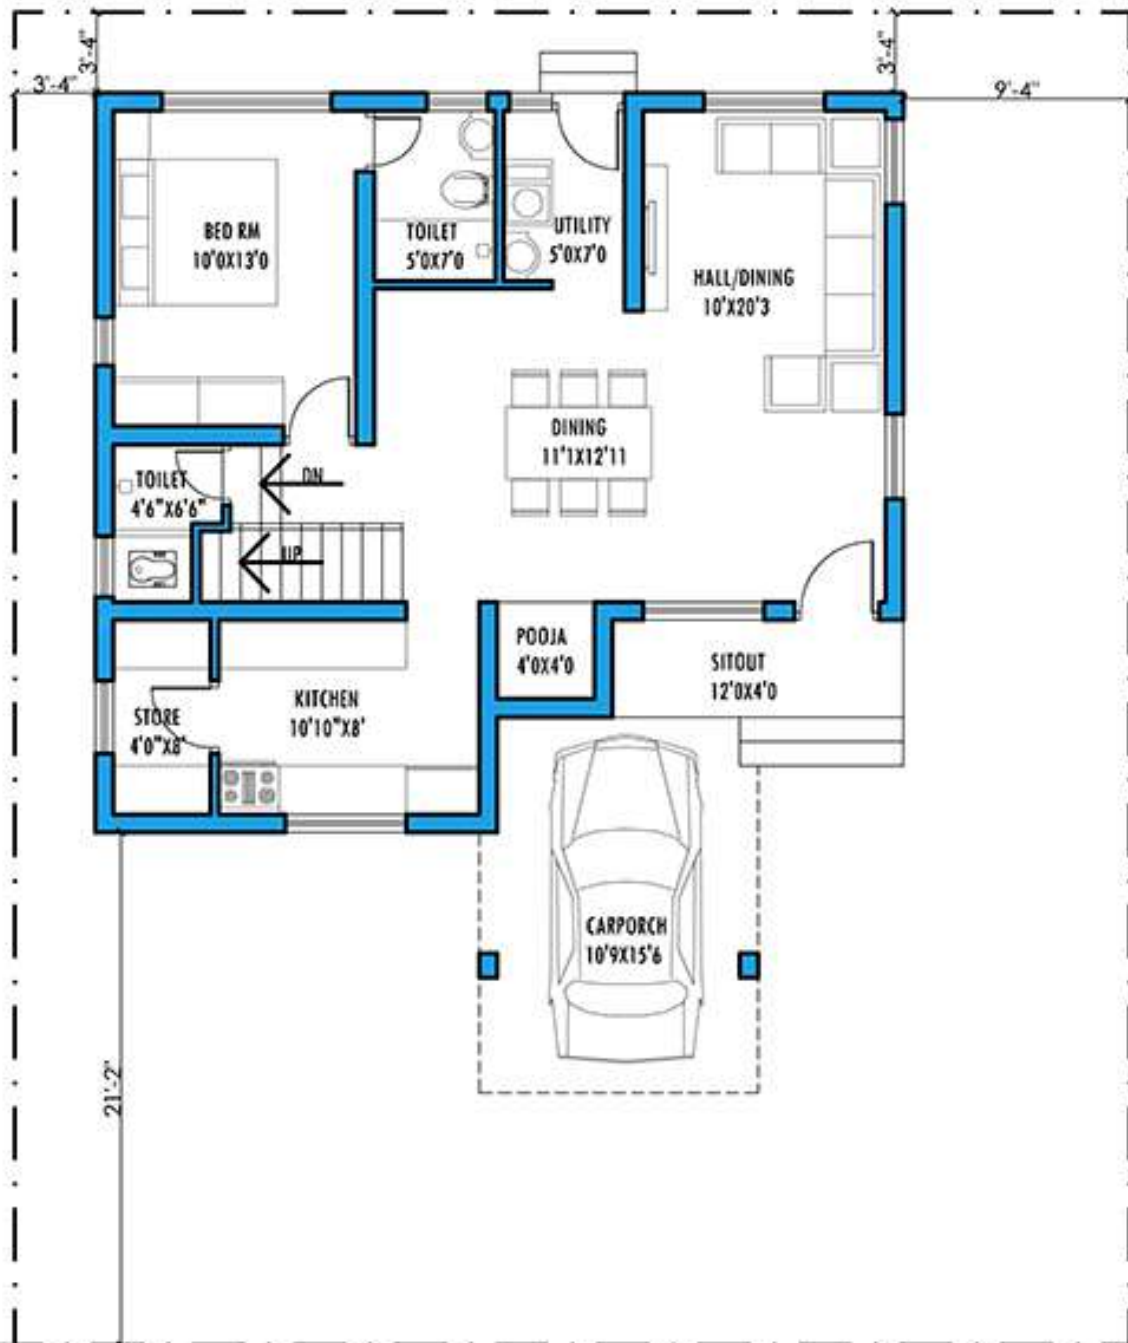 3'-4"
3'-4"
3'-4"
9'-4"
BED RM
10'0X13'0
TOILET
5'0X7'0
UTILITY
5'0X7'0
HALL/DINING
10'X20'3
DINING
11'1X12'11
TOILET
4'6"X6'6"
DN
UP
POOJA
4'0X4'0
SITOUT
12'0X4'0
KITCHEN
10'10"X8'
STORE
4'0"X8'
CARPORCH
10'9X15'6
21'-2"